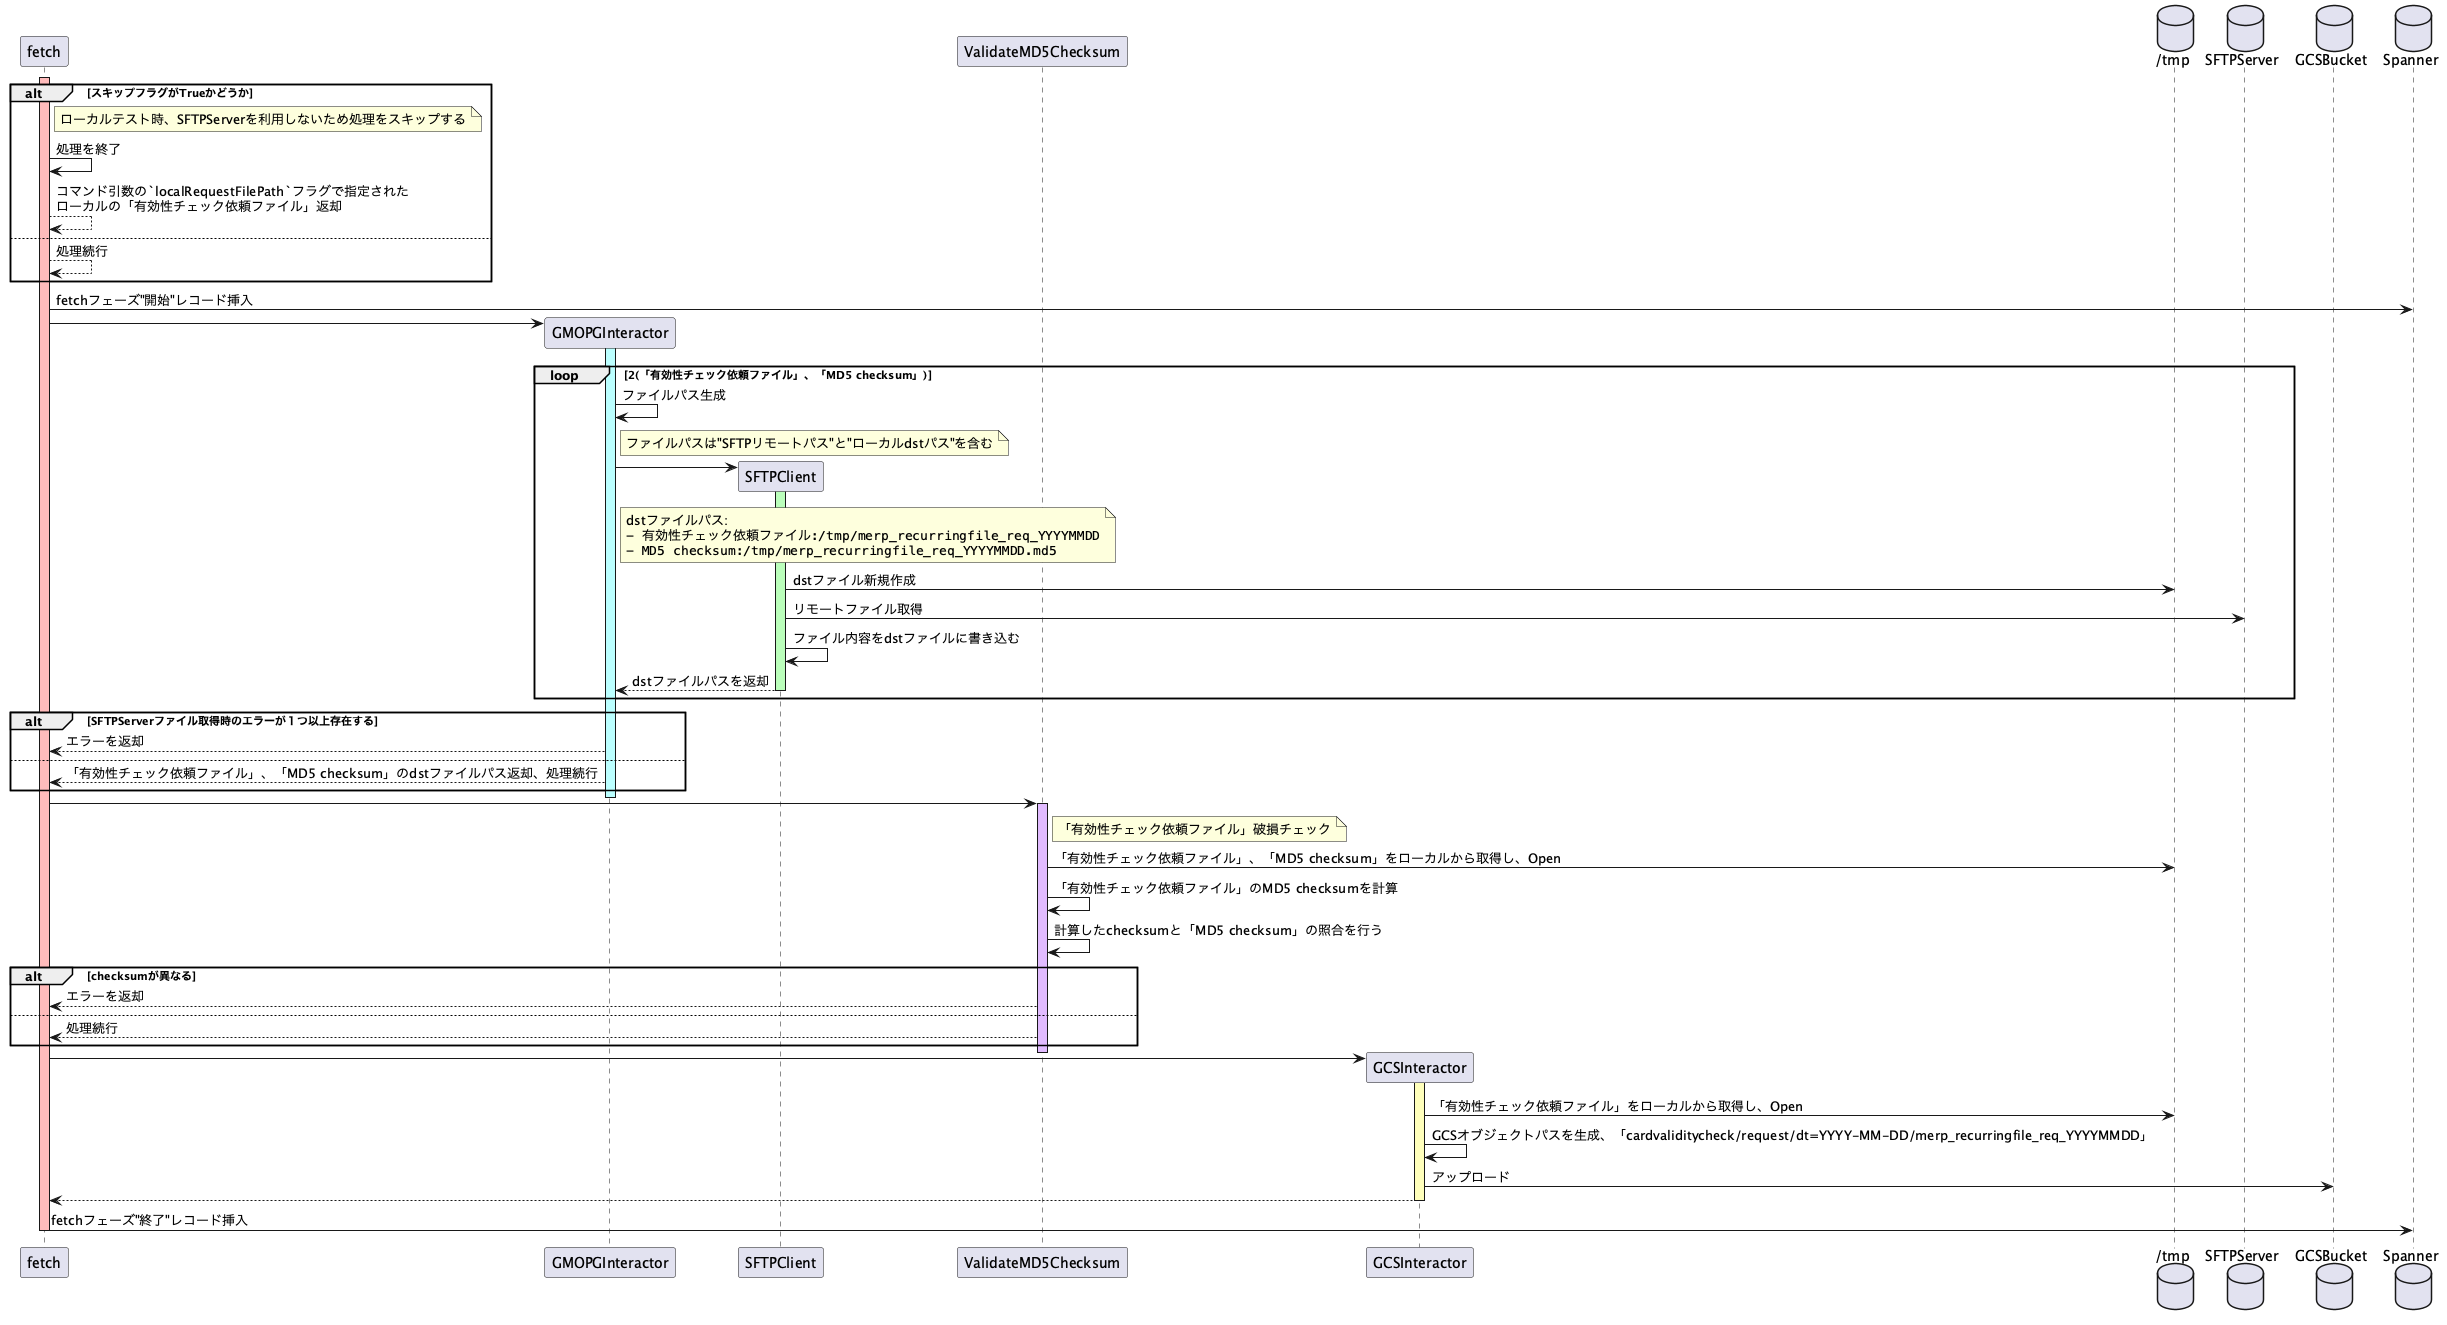 fetch
ValidateMD5Checksum
/tmp
SFTPServer
GCSBucket
Spanner
alt
[スキップフラグがTrueかどうか]
ローカルテスト時、SFTPServerを利用しないため処理をスキップする
処理を終了
コマンド引数の`localRequestFilePath`フラグで指定された
ローカルの「有効性チェック依頼ファイル」返却
処理続行
fetchフェーズ"開始"レコード挿入
GMOPGInteractor
loop
[2(「有効性チェック依頼ファイル」、「MD5 checksum」)]
ファイルパス生成
ファイルパスは"SFTPリモートパス"と"ローカルdstパス"を含む
SFTPClient
dstファイルパス:
- 有効性チェック依頼ファイル:/tmp/merp_recurringfile_req_YYYYMMDD
- MD5 checksum:/tmp/merp_recurringfile_req_YYYYMMDD.md5
dstファイル新規作成
リモートファイル取得
ファイル内容をdstファイルに書き込む
dstファイルパスを返却
alt
[SFTPServerファイル取得時のエラーが１つ以上存在する]
エラーを返却
「有効性チェック依頼ファイル」、「MD5 checksum」のdstファイルパス返却、処理続行
「有効性チェック依頼ファイル」破損チェック
「有効性チェック依頼ファイル」、「MD5 checksum」をローカルから取得し、Open
「有効性チェック依頼ファイル」のMD5 checksumを計算
計算したchecksumと「MD5 checksum」の照合を行う
alt
[checksumが異なる]
エラーを返却
処理続行
GCSInteractor
「有効性チェック依頼ファイル」をローカルから取得し、Open
GCSオブジェクトパスを生成、「cardvaliditycheck/request/dt=YYYY-MM-DD/merp_recurringfile_req_YYYYMMDD」
アップロード
fetchフェーズ"終了"レコード挿入
fetch
GMOPGInteractor
SFTPClient
ValidateMD5Checksum
GCSInteractor
/tmp
SFTPServer
GCSBucket
Spanner